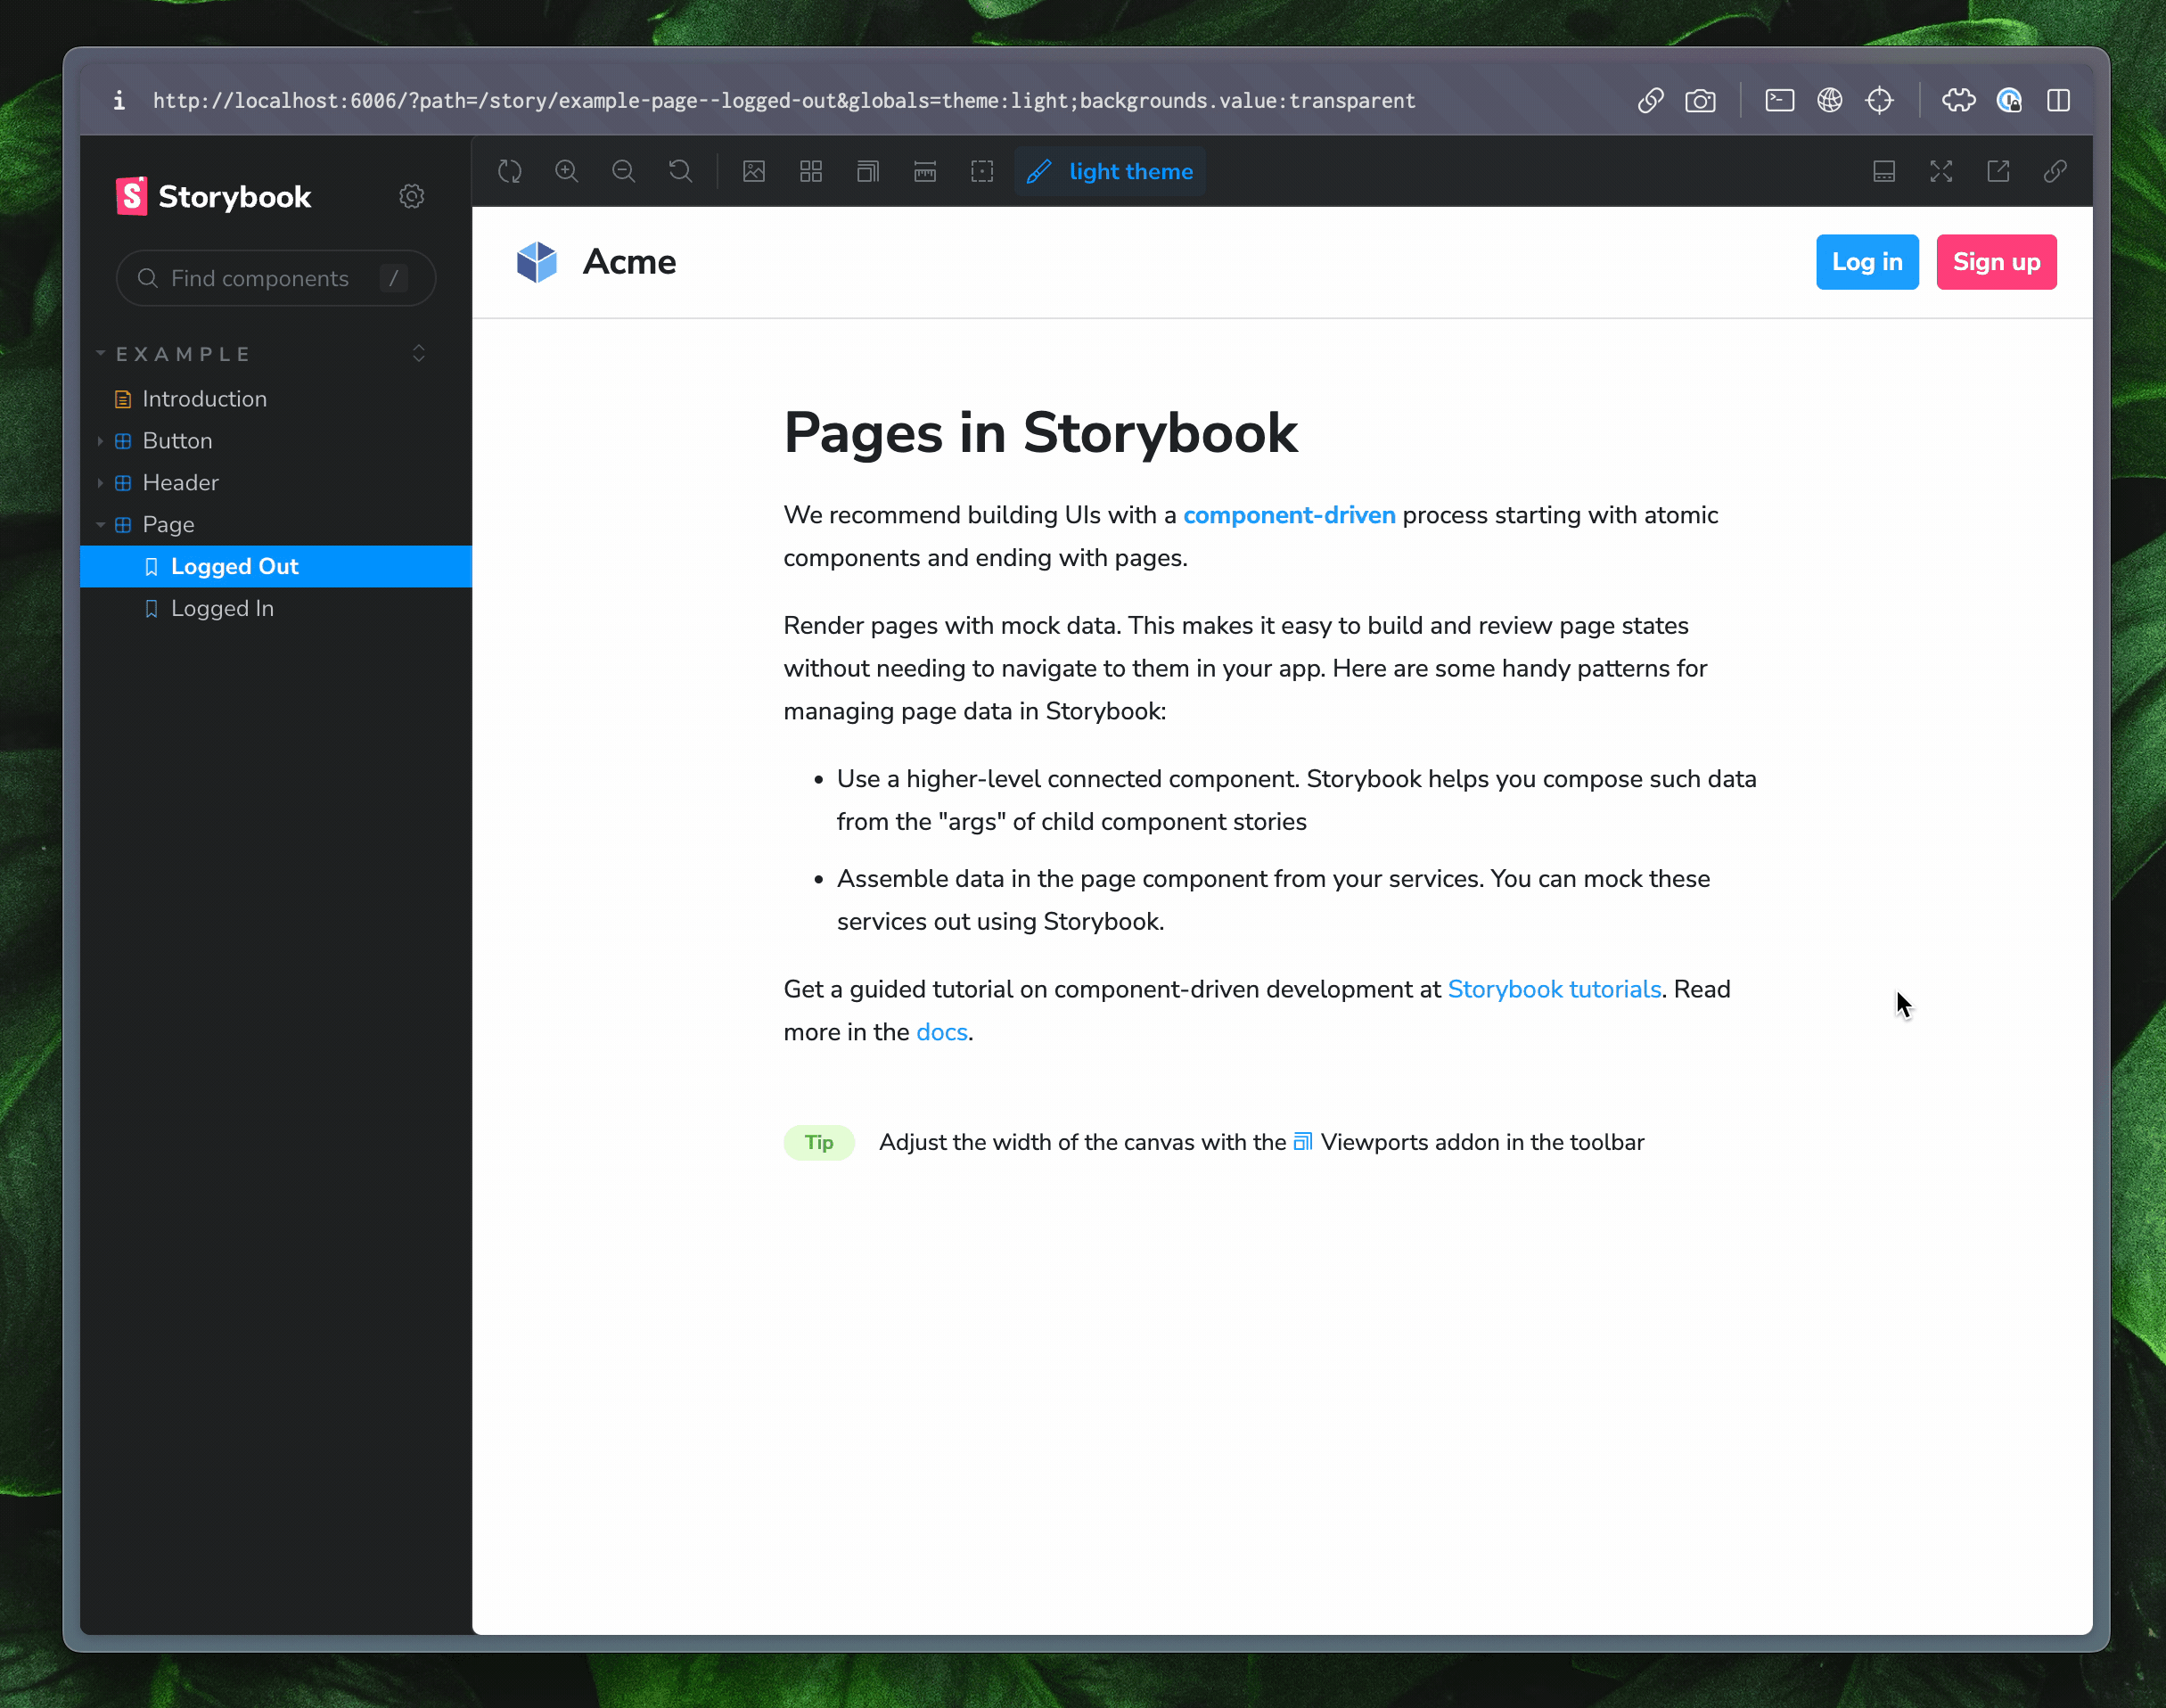 i http://localhost:6006/?path=/story/example-page--logged-out&globals=theme:light;backgrounds.value:transparent
S Storybook
Find components /
EXAMPLE
Introduction
Button
Header
Page
Logged Out
Logged In
light theme
Acme
Log in
Sign up
Pages in Storybook
We recommend building UIs with a component-driven process starting with atomic
components and ending with pages.
Render pages with mock data. This makes it easy to build and review page states
without needing to navigate to them in your app. Here are some handy patterns for
managing page data in Storybook:
• Use a higher-level connected component. Storybook helps you compose such data
from the "args" of child component stories
• Assemble data in the page component from your services. You can mock these
services out using Storybook.
Get a guided tutorial on component-driven development at Storybook tutorials. Read
more in the docs.
Tip Adjust the width of the canvas with the Viewports addon in the toolbar